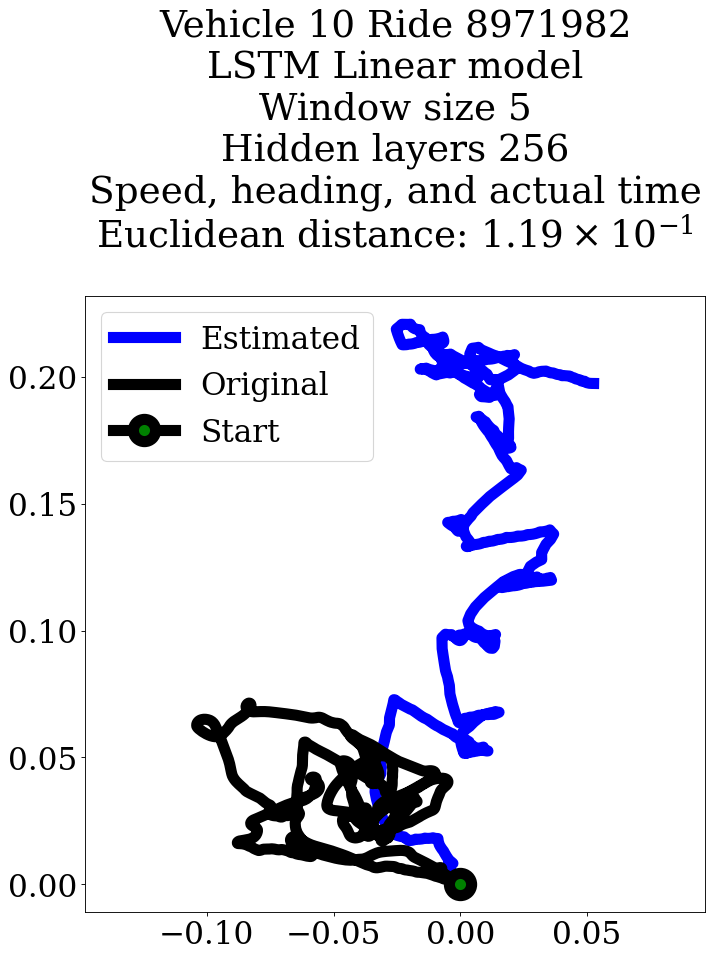 Vehicle 10 Ride 8971982
LSTM Linear model
Window size 5
Hidden layers 256
Speed, heading, and actual time
Euclidean distance: 1.19 × 10⁻¹
Estimated
Original
Start
0.20
0.15
0.10
0.05
0.00
−0.10 −0.05 0.00 0.05